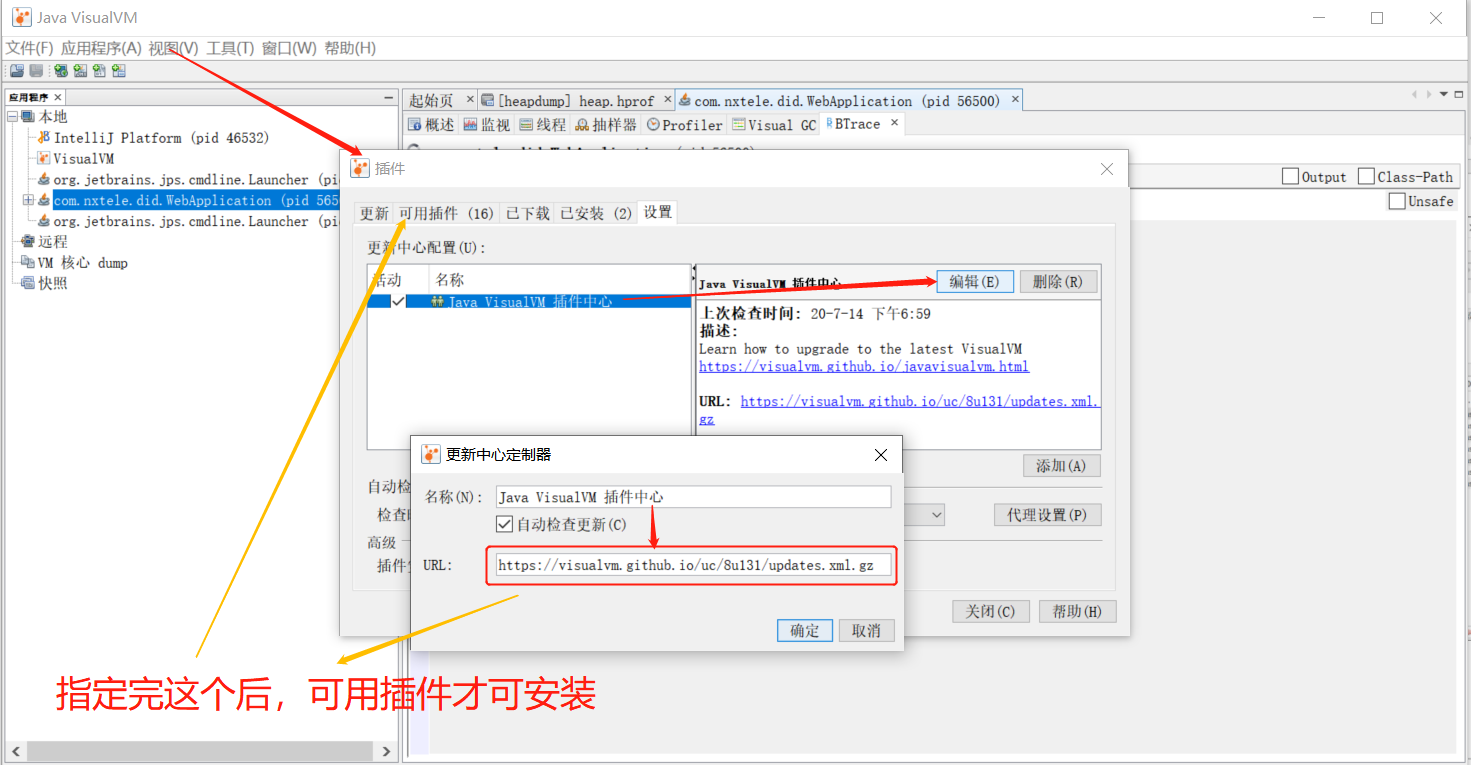 Java VisualVM
文件(F) 应用程序(A) 视图(V) 工具(T) 窗口(W) 帮助(H)
应用程序
本地
IntelliJ Platform (pid 46532)
VisualVM
org.jetbrains.jps.cmdline.Launcher (pi
com.nxtele.did.WebApplication (pid 565
org.jetbrains.jps.cmdline.Launcher (pi
远程
VM 核心 dump
快照
起始页 [heapdump] heap.hprof com.nxtele.did.WebApplication (pid 56500)
概述 监视 线程 抽样器 Profiler Visual GC BTrace
Output Class-Path
Unsafe
插件
更新 可用插件 (16) 已下载 已安装 (2) 设置
更新中心配置(U):
活动 名称
Java VisualVM 插件中心
Java VisualVM 插件中心 编辑(E) 删除(R)
上次检查时间: 20-7-14 下午6:59
描述:
Learn how to upgrade to the latest VisualVM
https://visualvm.github.io/javavisualvm.html
URL: https://visualvm.github.io/uc/8u131/updates.xml.
gz
添加(A)
自动检
检查
代理设置(P)
高级
插件
关闭(C) 帮助(H)
更新中心定制器
名称(N): Java VisualVM 插件中心
自动检查更新(C)
URL: https://visualvm.github.io/uc/8u131/updates.xml.gz
确定 取消
指定完这个后，可用插件才可安装